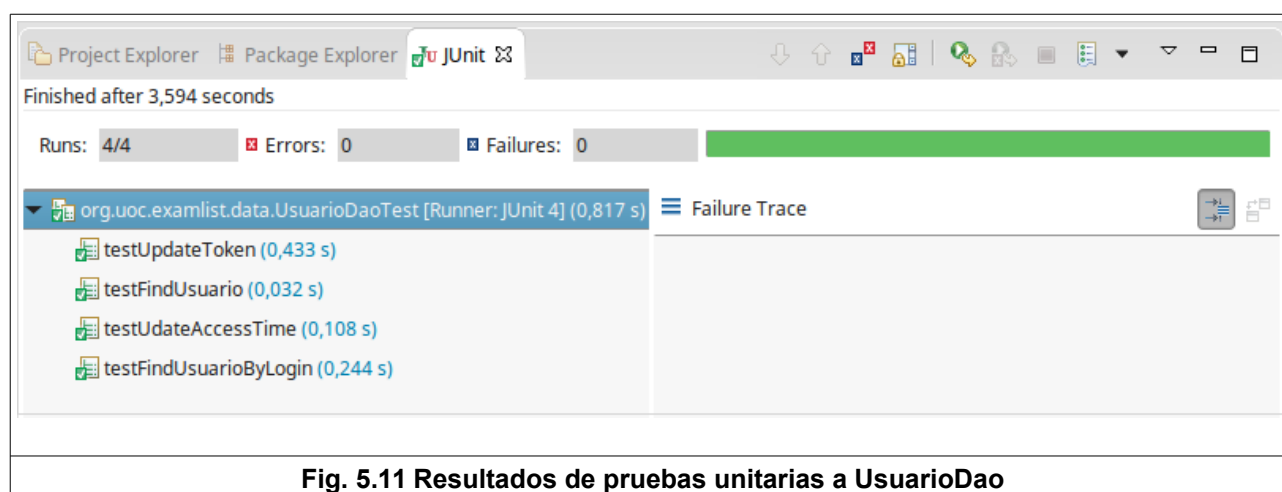 Project Explorer Package Explorer JUnit
Finished after 3,594 seconds
Runs: 4/4 Errors: 0 Failures: 0
org.uoc.examlist.data.UsuarioDaoTest [Runner: JUnit 4] (0,817 s) Failure Trace
testUpdateToken (0,433 s)
testFindUsuario (0,032 s)
testUdateAccessTime (0,108 s)
testFindUsuarioByLogin (0,244 s)
Fig. 5.11 Resultados de pruebas unitarias a UsuarioDao